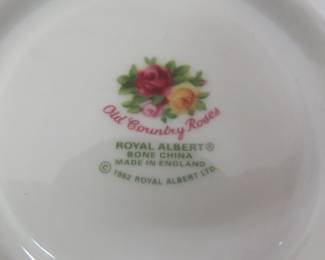 Old Country Roses
ROYAL ALBERT®
BONE CHINA
MADE IN ENGLAND
© 1962 ROYAL ALBERT LTD